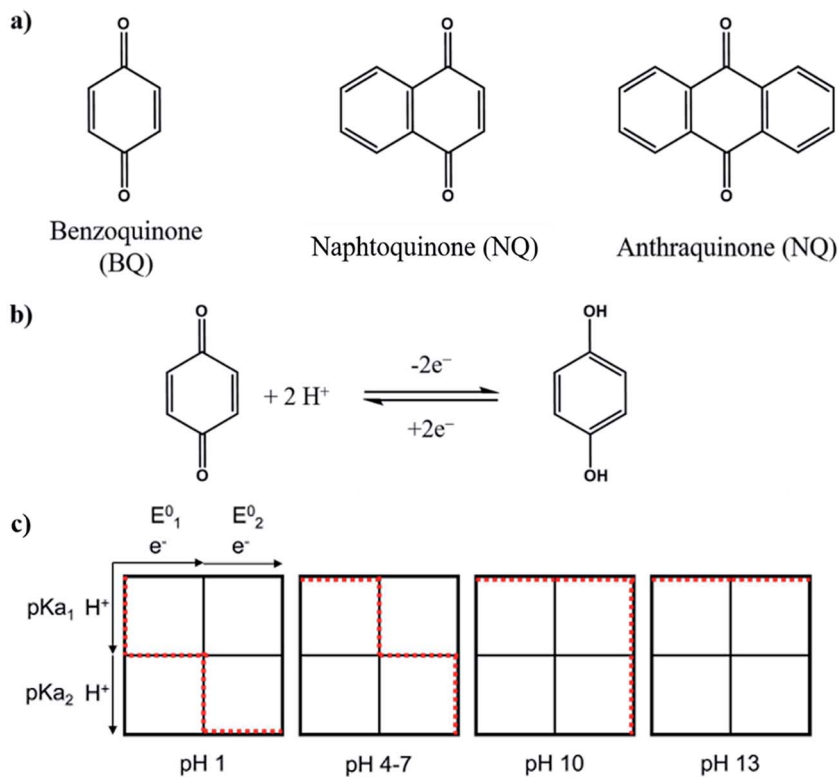 a)
O
O
O
O
O
O
Benzoquinone
(BQ)
Naphtoquinone (NQ)
Anthraquinone (NQ)
b)
O
OH
+ 2 H⁺
-2e⁻
+2e⁻
O
OH
c)
E⁰₁ E⁰₂
e⁻ e⁻
pKa₁ H⁺
pKa₂ H⁺
pH 1
pH 4-7
pH 10
pH 13